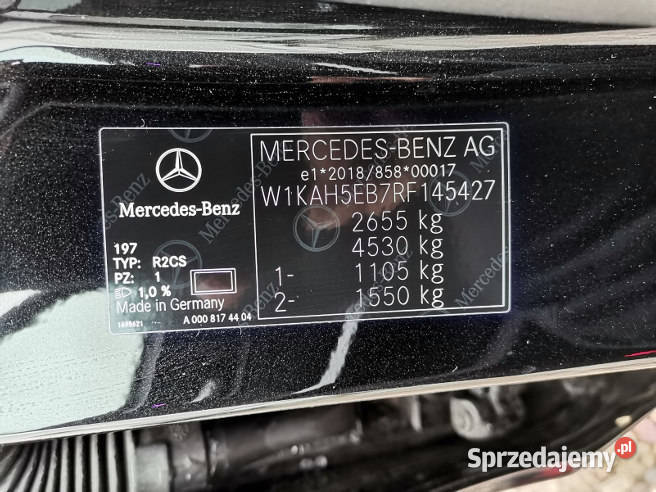 MERCEDES-BENZ AG
e1*2018/858*00017
W1KAH5EB7RF145427
2655 kg
4530 kg
1- 1105 kg
2- 1550 kg
Mercedes-Benz
197
TYP: R2CS
PZ: 1
1,0 %
Made in Germany
A 000 817 44 04
Sprzedajemy.pl